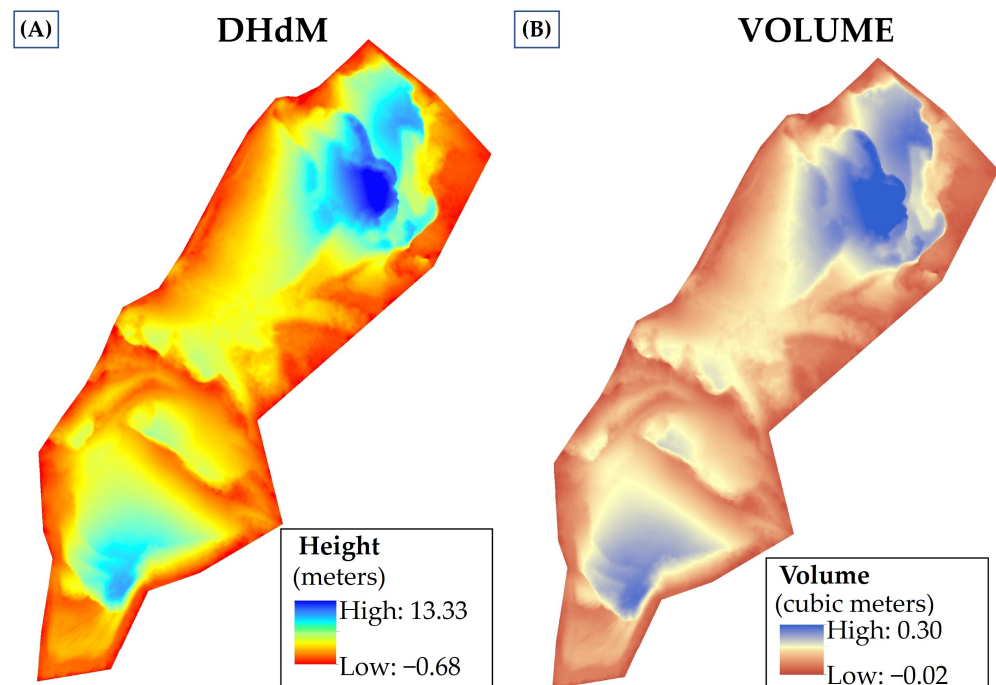 (A)
DHdM
Height
(meters)
High: 13.33
Low: −0.68
(B)
VOLUME
Volume
(cubic meters)
High: 0.30
Low: −0.02